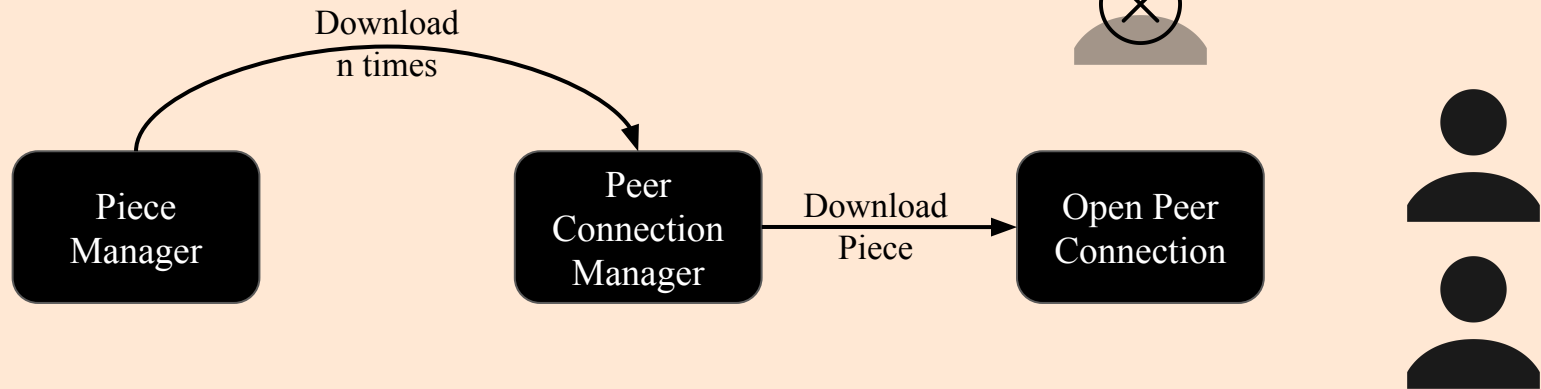 Download
n times
Piece
Manager
Peer
Connection
Manager
Download
Piece
Open Peer
Connection